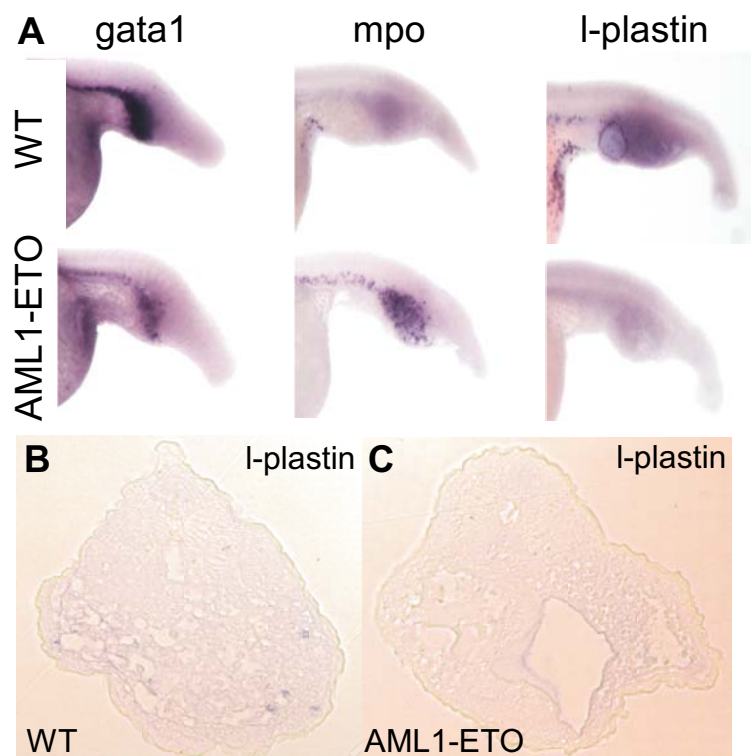 A gata1 mpo l-plastin
WT
AML1-ETO
B l-plastin C l-plastin
WT AML1-ETO